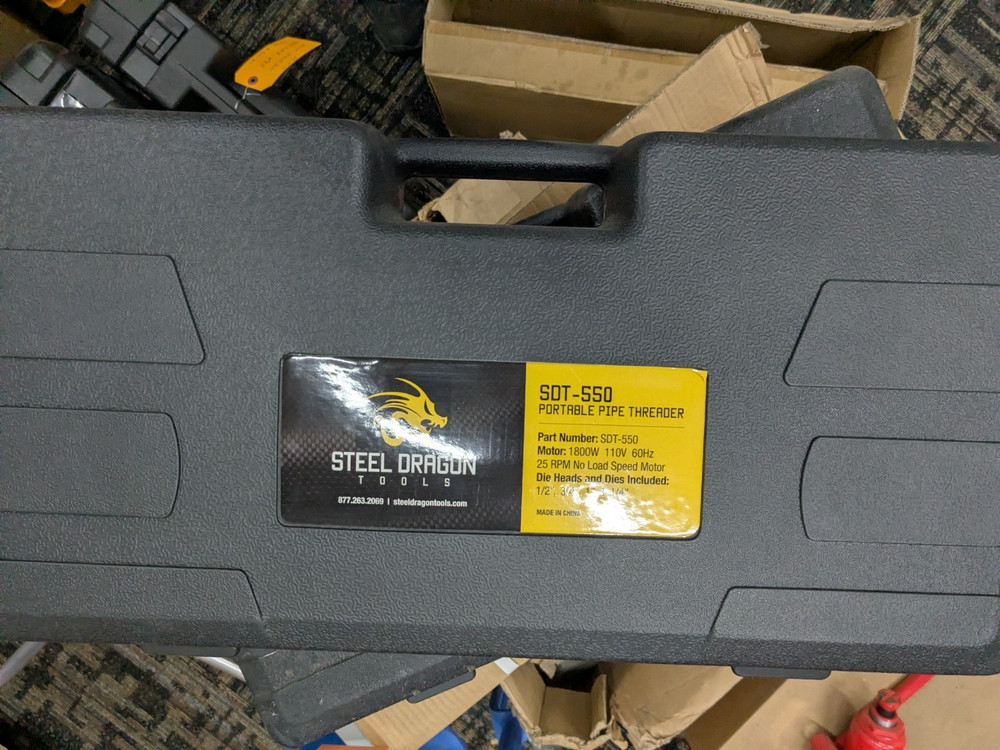 STEEL DRAGON
TOOLS
877.263.2069 | steeldragontools.com
SDT-550
PORTABLE PIPE THREADER
Part Number: SDT-550
Motor: 1800W 110V 60Hz
25 RPM No Load Speed Motor
Die Heads and Dies Included:
1/2",
MADE IN CHINA